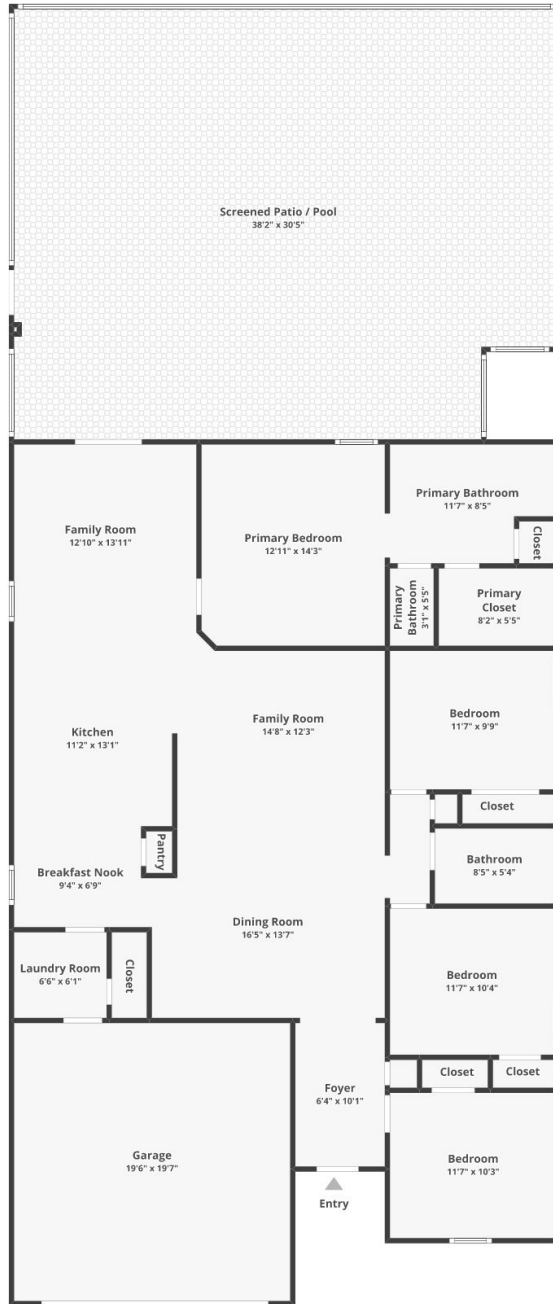 Screened Patio / Pool
38'2" x 30'5"
Family Room
12'10" x 13'11"
Primary Bedroom
12'11" x 14'3"
Primary Bathroom
11'7" x 8'5"
Closet
Primary
Bathroom
3'1" x 5'5"
Primary
Closet
8'2" x 5'5"
Kitchen
11'2" x 13'1"
Family Room
14'8" x 12'3"
Bedroom
11'7" x 9'9"
Closet
Pantry
Bathroom
8'5" x 5'4"
Breakfast Nook
9'4" x 6'9"
Dining Room
16'5" x 13'7"
Laundry Room
6'6" x 6'1"
Closet
Bedroom
11'7" x 10'4"
Closet
Closet
Foyer
6'4" x 10'1"
Garage
19'6" x 19'7"
Bedroom
11'7" x 10'3"
Entry